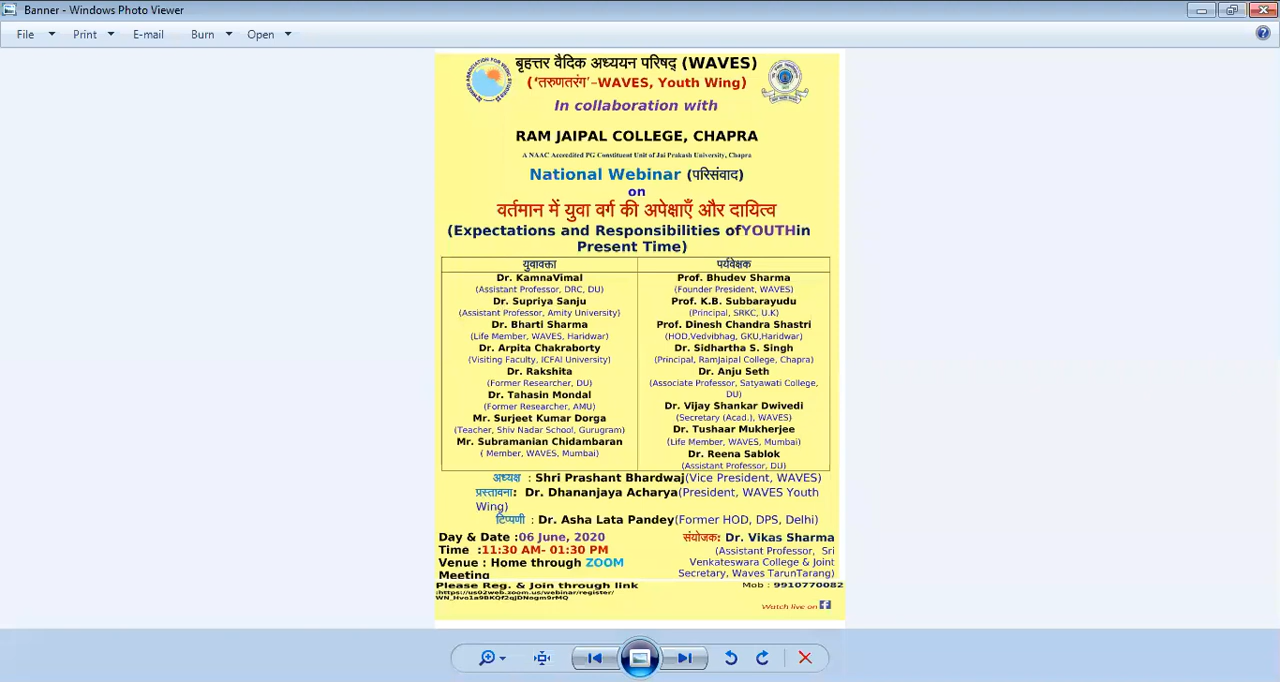 Banner - Windows Photo Viewer
File Print E-mail Burn Open
बृहत्तर वैदिक अध्ययन परिषद् (WAVES)
(‘तरुणतरंग’–WAVES, Youth Wing)
In collaboration with
RAM JAIPAL COLLEGE, CHAPRA
A NAAC Accredited PG Constituent Unit of Jai Prakash University, Chapra
National Webinar (परिसंवाद)
on
वर्तमान में युवा वर्ग की अपेक्षाएँ और दायित्व
(Expectations and Responsibilities ofYOUTHin
Present Time)
युवावक्ता
Dr. KamnaVimal
(Assistant Professor, DRC, DU)
Dr. Supriya Sanju
(Assistant Professor, Amity University)
Dr. Bharti Sharma
(Life Member, WAVES, Haridwar)
Dr. Arpita Chakraborty
(Visiting Faculty, ICFAI University)
Dr. Rakshita
(Former Researcher, DU)
Dr. Tahasin Mondal
(Former Researcher, AMU)
Mr. Surjeet Kumar Dorga
(Teacher, Shiv Nadar School, Gurugram)
Mr. Subramanian Chidambaran
( Member, WAVES, Mumbai)
पर्यवेक्षक
Prof. Bhudev Sharma
(Founder President, WAVES)
Prof. K.B. Subbarayudu
(Principal, SRKC, U.K)
Prof. Dinesh Chandra Shastri
(HOD,Vedvibhag, GKU,Haridwar)
Dr. Sidhartha S. Singh
(Principal, RamJaipal College, Chapra)
Dr. Anju Seth
(Associate Professor, Satyawati College,
DU)
Dr. Vijay Shankar Dwivedi
(Secretary (Acad.), WAVES)
Dr. Tushaar Mukherjee
(Life Member, WAVES, Mumbai)
Dr. Reena Sablok
(Assistant Professor, DU)
अध्यक्ष : Shri Prashant Bhardwaj(Vice President, WAVES)
प्रस्तावना: Dr. Dhananjaya Acharya(President, WAVES Youth
Wing)
टिप्पणी : Dr. Asha Lata Pandey(Former HOD, DPS, Delhi)
Day & Date :06 June, 2020
Time :11:30 AM- 01:30 PM
Venue : Home through ZOOM
Meeting
संयोजक: Dr. Vikas Sharma
(Assistant Professor, Sri
Venkateswara College & Joint
Secretary, Waves TarunTarang)
Please Reg. & Join through link
:https://us02web.zoom.us/webinar/register/
Mob : 9910770082
Watch live on